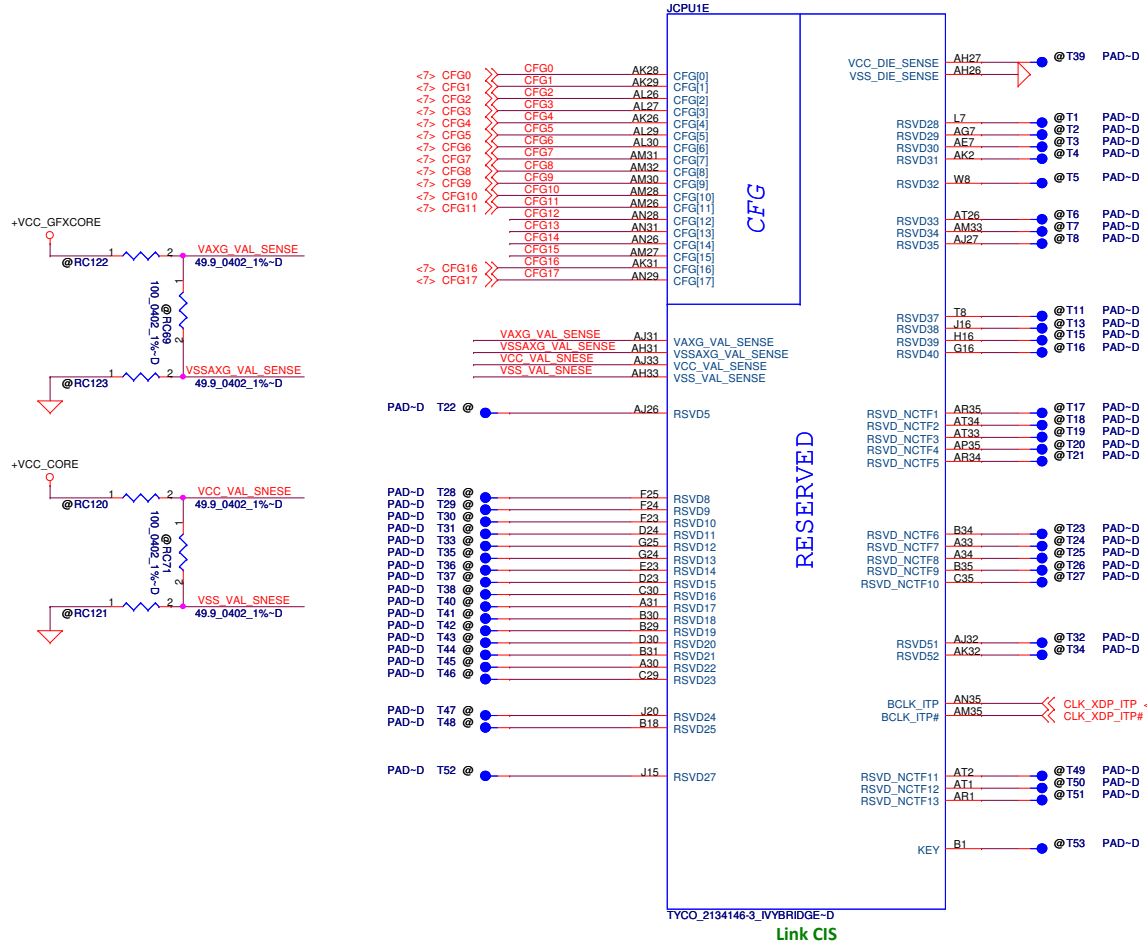 JCPU1E
<7> CFG0 CFG0 AK28 CFG[0]
<7> CFG1 CFG1 AK29 CFG[1]
<7> CFG2 CFG2 AL26 CFG[2]
<7> CFG3 CFG3 AL27 CFG[3]
<7> CFG4 CFG4 AK26 CFG[4]
<7> CFG5 CFG5 AL29 CFG[5]
<7> CFG6 CFG6 AL30 CFG[6]
<7> CFG7 CFG7 AM31 CFG[7]
<7> CFG8 CFG8 AM32 CFG[8]
<7> CFG9 CFG9 AM30 CFG[9]
<7> CFG10 CFG10 AM28 CFG[10]
<7> CFG11 CFG11 AM26 CFG[11]
CFG12 AN28 CFG[12]
CFG13 AN31 CFG[13]
CFG14 AN26 CFG[14]
CFG15 AM27 CFG[15]
<7> CFG16 CFG16 AK31 CFG[16]
<7> CFG17 CFG17 AN29 CFG[17]
CFG
VAXG_VAL_SENSE AJ31 VAXG_VAL_SENSE
VSSAXG_VAL_SENSE AH31 VSSAXG_VAL_SENSE
VCC_VAL_SNESE AJ33 VCC_VAL_SENSE
VSS_VAL_SNESE AH33 VSS_VAL_SENSE
PAD~D T22 @ AJ26 RSVD5
PAD~D T28 @ F25 RSVD8
PAD~D T29 @ F24 RSVD9
PAD~D T30 @ F23 RSVD10
PAD~D T31 @ D24 RSVD11
PAD~D T33 @ G25 RSVD12
PAD~D T35 @ G24 RSVD13
PAD~D T36 @ E23 RSVD14
PAD~D T37 @ D23 RSVD15
PAD~D T38 @ C30 RSVD16
PAD~D T40 @ A31 RSVD17
PAD~D T41 @ B30 RSVD18
PAD~D T42 @ B29 RSVD19
PAD~D T43 @ D30 RSVD20
PAD~D T44 @ B31 RSVD21
PAD~D T45 @ A30 RSVD22
PAD~D T46 @ C29 RSVD23
PAD~D T47 @ J20 RSVD24
PAD~D T48 @ B18 RSVD25
PAD~D T52 @ J15 RSVD27
RESERVED
VCC_DIE_SENSE AH27 @T39 PAD~D
VSS_DIE_SENSE AH26
RSVD28 L7 @T1 PAD~D
RSVD29 AG7 @T2 PAD~D
RSVD30 AE7 @T3 PAD~D
RSVD31 AK2 @T4 PAD~D
RSVD32 W8 @T5 PAD~D
RSVD33 AT26 @T6 PAD~D
RSVD34 AM33 @T7 PAD~D
RSVD35 AJ27 @T8 PAD~D
RSVD37 T8 @T11 PAD~D
RSVD38 J16 @T13 PAD~D
RSVD39 H16 @T15 PAD~D
RSVD40 G16 @T16 PAD~D
RSVD_NCTF1 AR35 @T17 PAD~D
RSVD_NCTF2 AT34 @T18 PAD~D
RSVD_NCTF3 AT33 @T19 PAD~D
RSVD_NCTF4 AP35 @T20 PAD~D
RSVD_NCTF5 AR34 @T21 PAD~D
RSVD_NCTF6 B34 @T23 PAD~D
RSVD_NCTF7 A33 @T24 PAD~D
RSVD_NCTF8 A34 @T25 PAD~D
RSVD_NCTF9 B35 @T26 PAD~D
RSVD_NCTF10 C35 @T27 PAD~D
RSVD51 AJ32 @T32 PAD~D
RSVD52 AK32 @T34 PAD~D
BCLK_ITP AN35 CLK_XDP_ITP <
BCLK_ITP# AM35 CLK_XDP_ITP#
RSVD_NCTF11 AT2 @T49 PAD~D
RSVD_NCTF12 AT1 @T50 PAD~D
RSVD_NCTF13 AR1 @T51 PAD~D
KEY B1 @T53 PAD~D
TYCO_2134146-3_IVYBRIDGE~D
Link CIS
+VCC_GFXCORE
1 2 VAXG_VAL_SENSE
@RC122 49.9_0402_1%~D
1 2
@RC69
100_0402_1%~D
1 2 VSSAXG_VAL_SENSE
@RC123 49.9_0402_1%~D
+VCC_CORE
1 2 VCC_VAL_SNESE
@RC120 49.9_0402_1%~D
1 2
@RC71
100_0402_1%~D
1 2 VSS_VAL_SNESE
@RC121 49.9_0402_1%~D